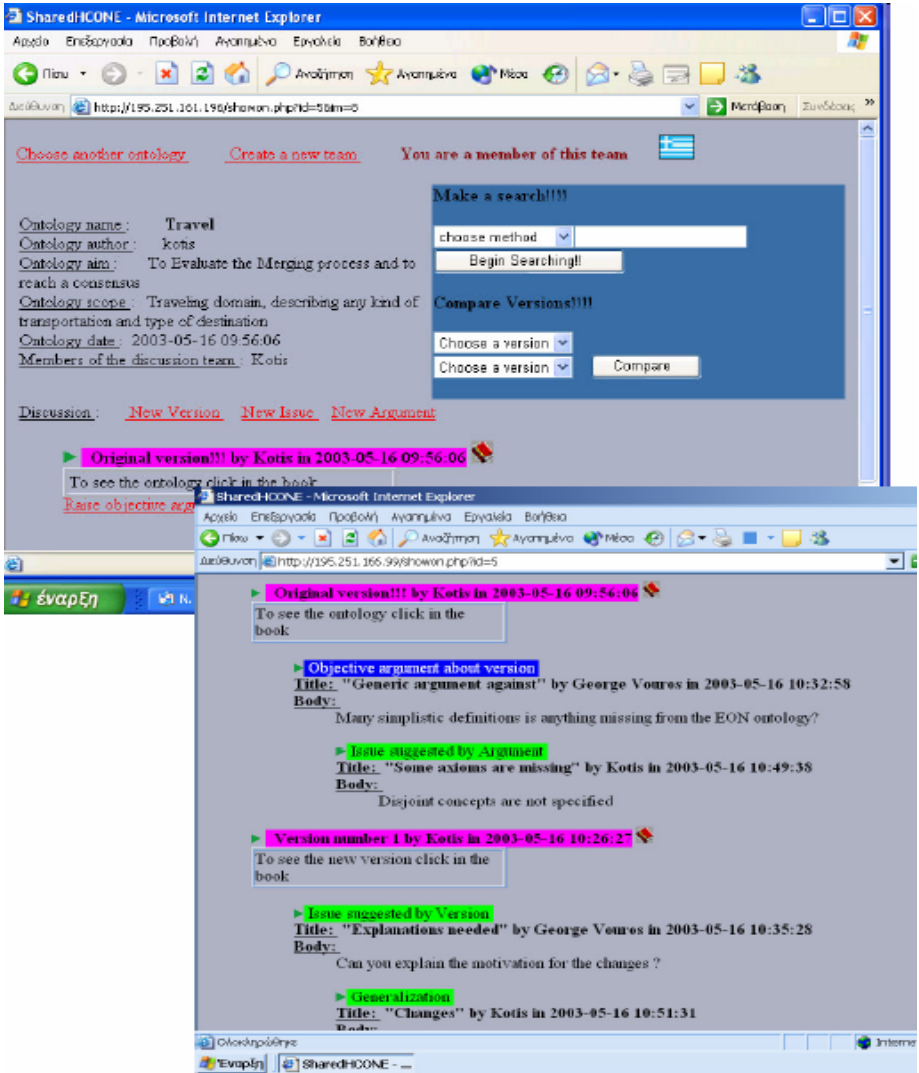 SharedHCONE - Microsoft Internet Explorer
Αρχείο Επεξεργασία Προβολή Αγαπημένα Εργαλεία Βοήθεια
Πίσω Αναζήτηση Αγαπημένα Μέσα
Διεύθυνση http://195.251.161.196/showon.php?id=5&m=6 Μετάβαση Συνδέσεις »
Choose another ontology Create a new team You are a member of this team
Make a search!!!!
Ontology name : Travel
choose method
Ontology author : kotis
Begin Searching!!
Ontology aim : To Evaluate the Merging process and to
reach a consensus
Ontology scope : Traveling domain, describing any kind of
Compare Versions!!!!
transportation and type of destination
Ontology date : 2003-05-16 09:56:06
Choose a version
Members of the discussion team : Kotis
Choose a version Compare
Discussion : New Version New Issue New Argument
Original version!!! by Kotis in 2003-05-16 09:56:06
To see the ontology click in the book
Raise objective
έναρξη
SharedHCONE - Microsoft Internet Explorer
Αρχείο Επεξεργασία Προβολή Αγαπημένα Εργαλεία Βοήθεια
Πίσω Αναζήτηση Αγαπημένα Μέσα
Διεύθυνση http://195.251.166.99/showon.php?id=5
Original version!!! by Kotis in 2003-05-16 09:56:06
To see the ontology click in the
book
Objective argument about version
Title: "Generic argument against" by George Vouros in 2003-05-16 10:32:58
Body:
Many simplistic definitions is anything missing from the EON ontology?
Issue suggested by Argument
Title: "Some axioms are missing" by Kotis in 2003-05-16 10:49:38
Body:
Disjoint concepts are not specified
Version number 1 by Kotis in 2003-05-16 10:26:27
To see the new version click in the
book
Issue suggested by Version
Title: "Explanations needed" by George Vouros in 2003-05-16 10:35:28
Body:
Can you explain the motivation for the changes ?
Generalization
Title: "Changes" by Kotis in 2003-05-16 10:51:31
Body:
Ολοκληρώθηκε
Έναρξη SharedHCONE - ...